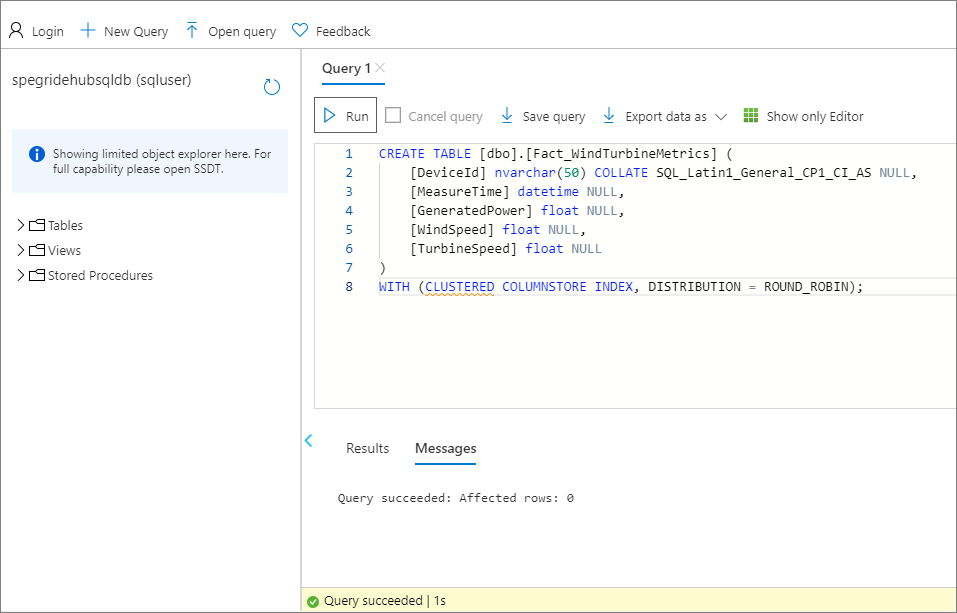 Login New Query Open query Feedback
spegridehubsqldb (sqluser)
Showing limited object explorer here. For
full capability please open SSDT.
Tables
Views
Stored Procedures
Query 1
Run Cancel query Save query Export data as Show only Editor
1 CREATE TABLE [dbo].[Fact_WindTurbineMetrics] (
2 [DeviceId] nvarchar(50) COLLATE SQL_Latin1_General_CP1_CI_AS NULL,
3 [MeasureTime] datetime NULL,
4 [GeneratedPower] float NULL,
5 [WindSpeed] float NULL,
6 [TurbineSpeed] float NULL
7 )
8 WITH (CLUSTERED COLUMNSTORE INDEX, DISTRIBUTION = ROUND_ROBIN);
Results Messages
Query succeeded: Affected rows: 0
Query succeeded | 1s